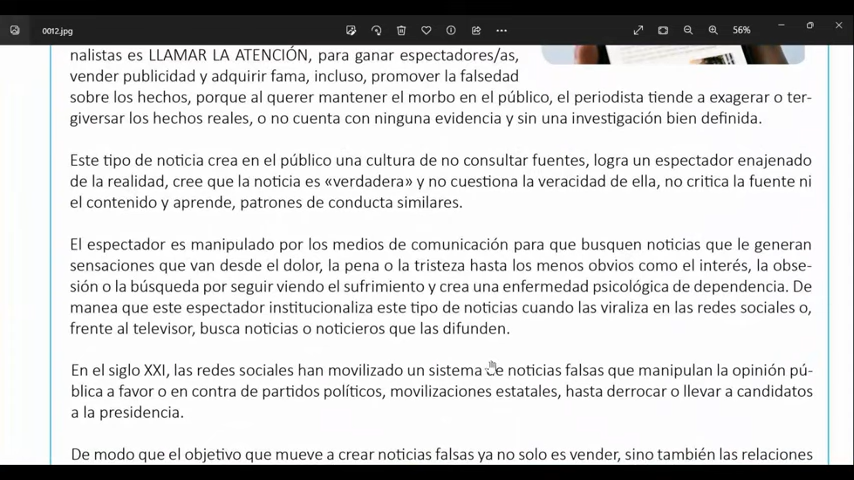 0012.jpg
56%
nalistas es LLAMAR LA ATENCIÓN, para ganar espectadores/as,
vender publicidad y adquirir fama, incluso, promover la falsedad
sobre los hechos, porque al querer mantener el morbo en el público, el periodista tiende a exagerar o ter-
giversar los hechos reales, o no cuenta con ninguna evidencia y sin una investigación bien definida.
Este tipo de noticia crea en el público una cultura de no consultar fuentes, logra un espectador enajenado
de la realidad, cree que la noticia es «verdadera» y no cuestiona la veracidad de ella, no critica la fuente ni
el contenido y aprende, patrones de conducta similares.
El espectador es manipulado por los medios de comunicación para que busquen noticias que le generan
sensaciones que van desde el dolor, la pena o la tristeza hasta los menos obvios como el interés, la obse-
sión o la búsqueda por seguir viendo el sufrimiento y crea una enfermedad psicológica de dependencia. De
manea que este espectador institucionaliza este tipo de noticias cuando las viraliza en las redes sociales o,
frente al televisor, busca noticias o noticieros que las difunden.
En el siglo XXI, las redes sociales han movilizado un sistema de noticias falsas que manipulan la opinión pú-
blica a favor o en contra de partidos políticos, movilizaciones estatales, hasta derrocar o llevar a candidatos
a la presidencia.
De modo que el objetivo que mueve a crear noticias falsas ya no solo es vender, sino también las relaciones